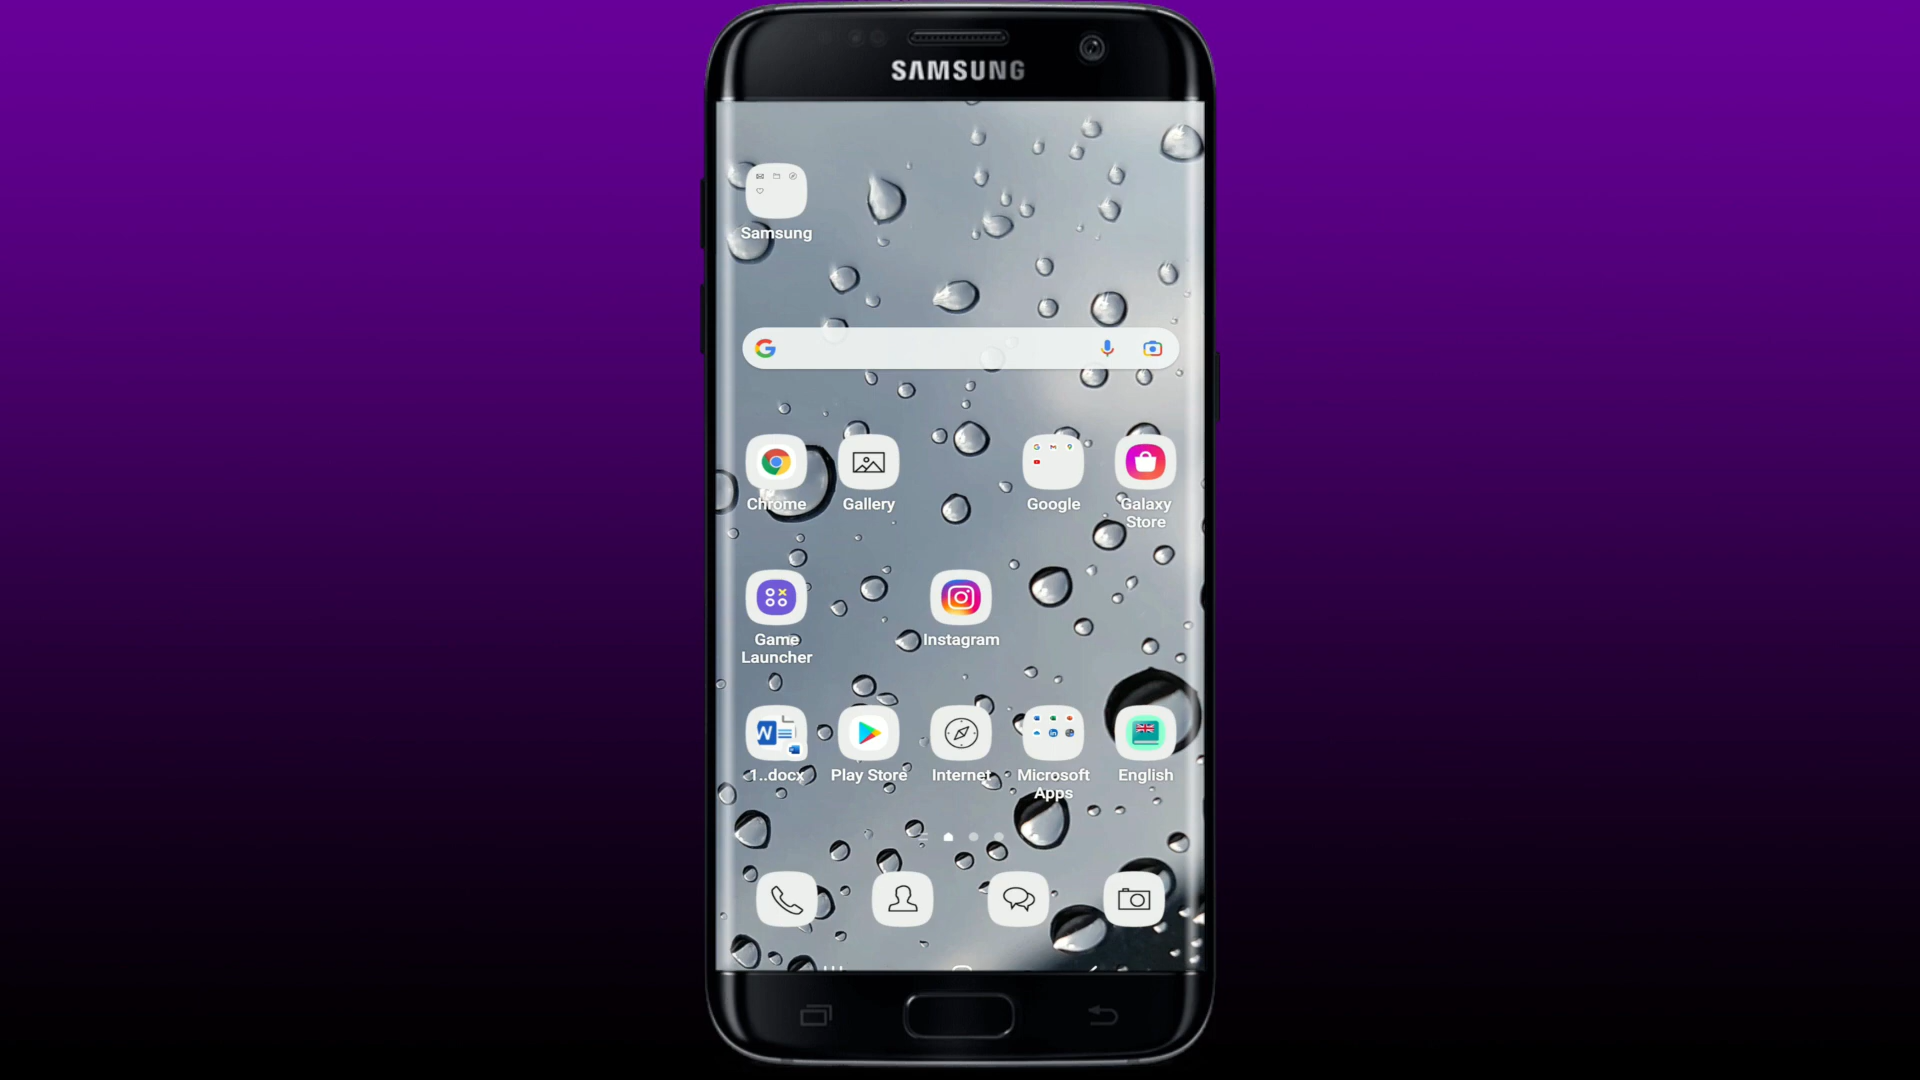 SAMSUNG
Samsung
Chrome
Gallery
Google
Galaxy
Store
Game
Launcher
Instagram
1..docx
Play Store
Internet
Microsoft
Apps
English